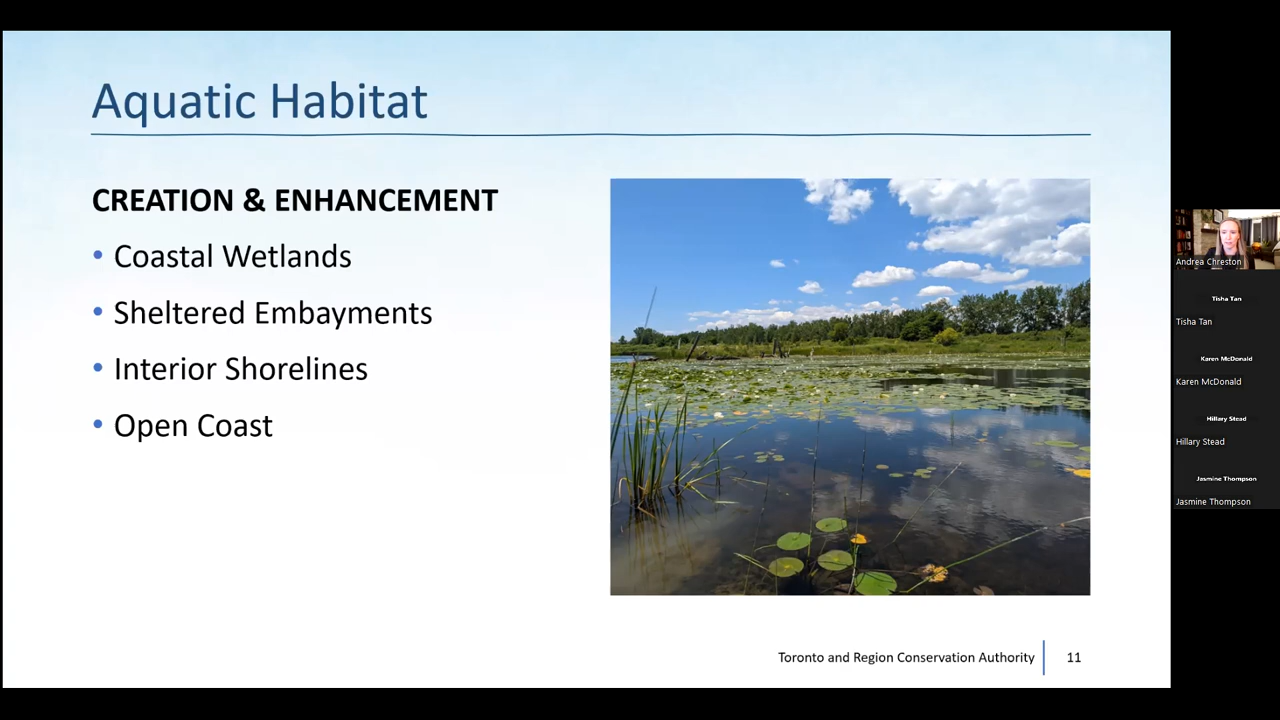 Aquatic Habitat
CREATION & ENHANCEMENT
• Coastal Wetlands
• Sheltered Embayments
• Interior Shorelines
• Open Coast
Toronto and Region Conservation Authority
11
Andrea Chreston
Tisha Tan
Tisha Tan
Karen McDonald
Karen McDonald
Hillary Stead
Hillary Stead
Jasmine Thompson
Jasmine Thompson